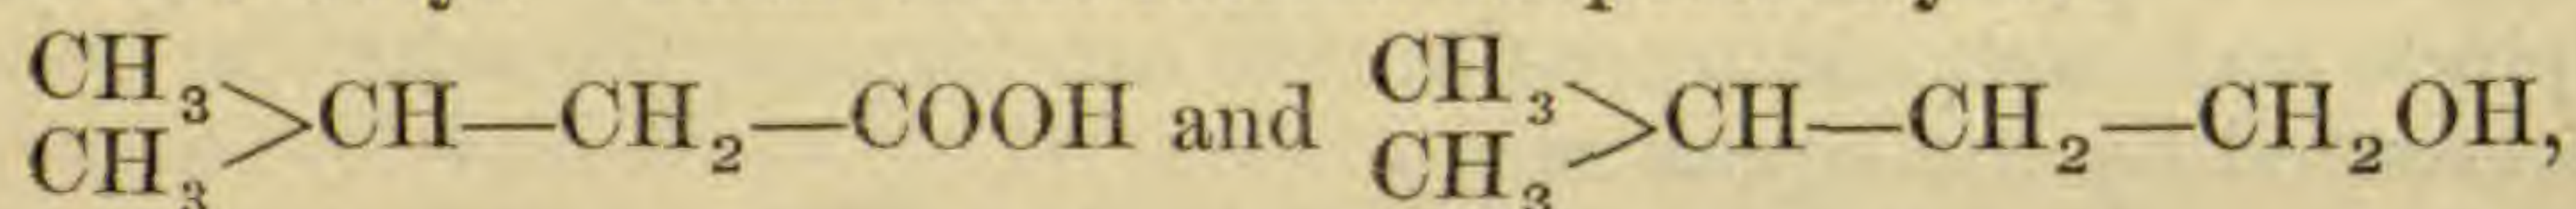 CH₃ CH₃
>CH—CH₂—COOH and >CH—CH₂—CH₂OH,
CH₃ CH₃